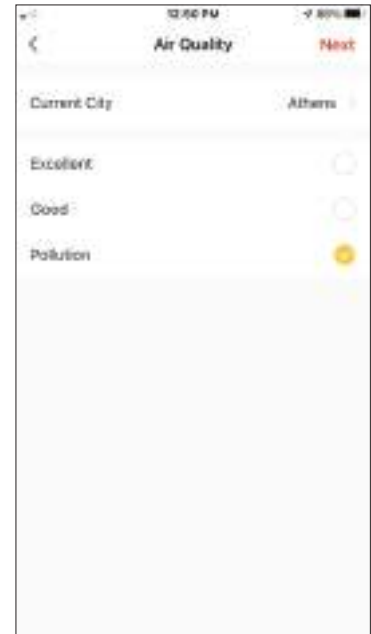 12:50 PM
Air Quality
Next
Current City
Athens
Excellent
Good
Pollution